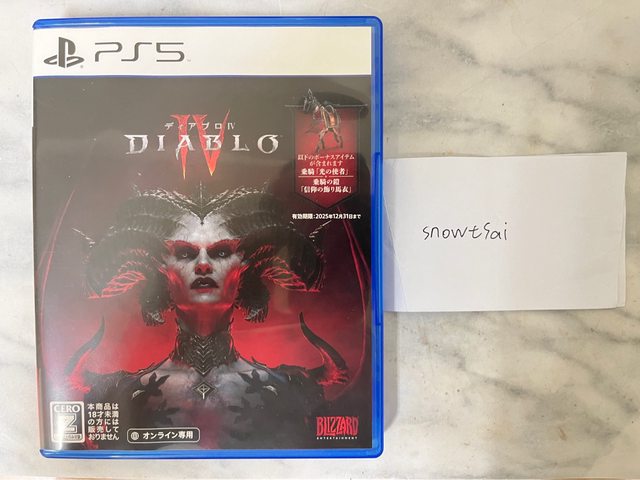 PS5
ディアブロ IV
DIABLO
IV
以下のボーナスアイテム
が含まれます
乗騎「光の使者」
乗騎の鎧
「信仰の飾り馬衣」
有効期限：2025年12月31日まで
snowtsai
CERO
Z
本商品は
18才未満
の方には
販売して
おりません
オンライン専用
BLIZZARD
ENTERTAINMENT